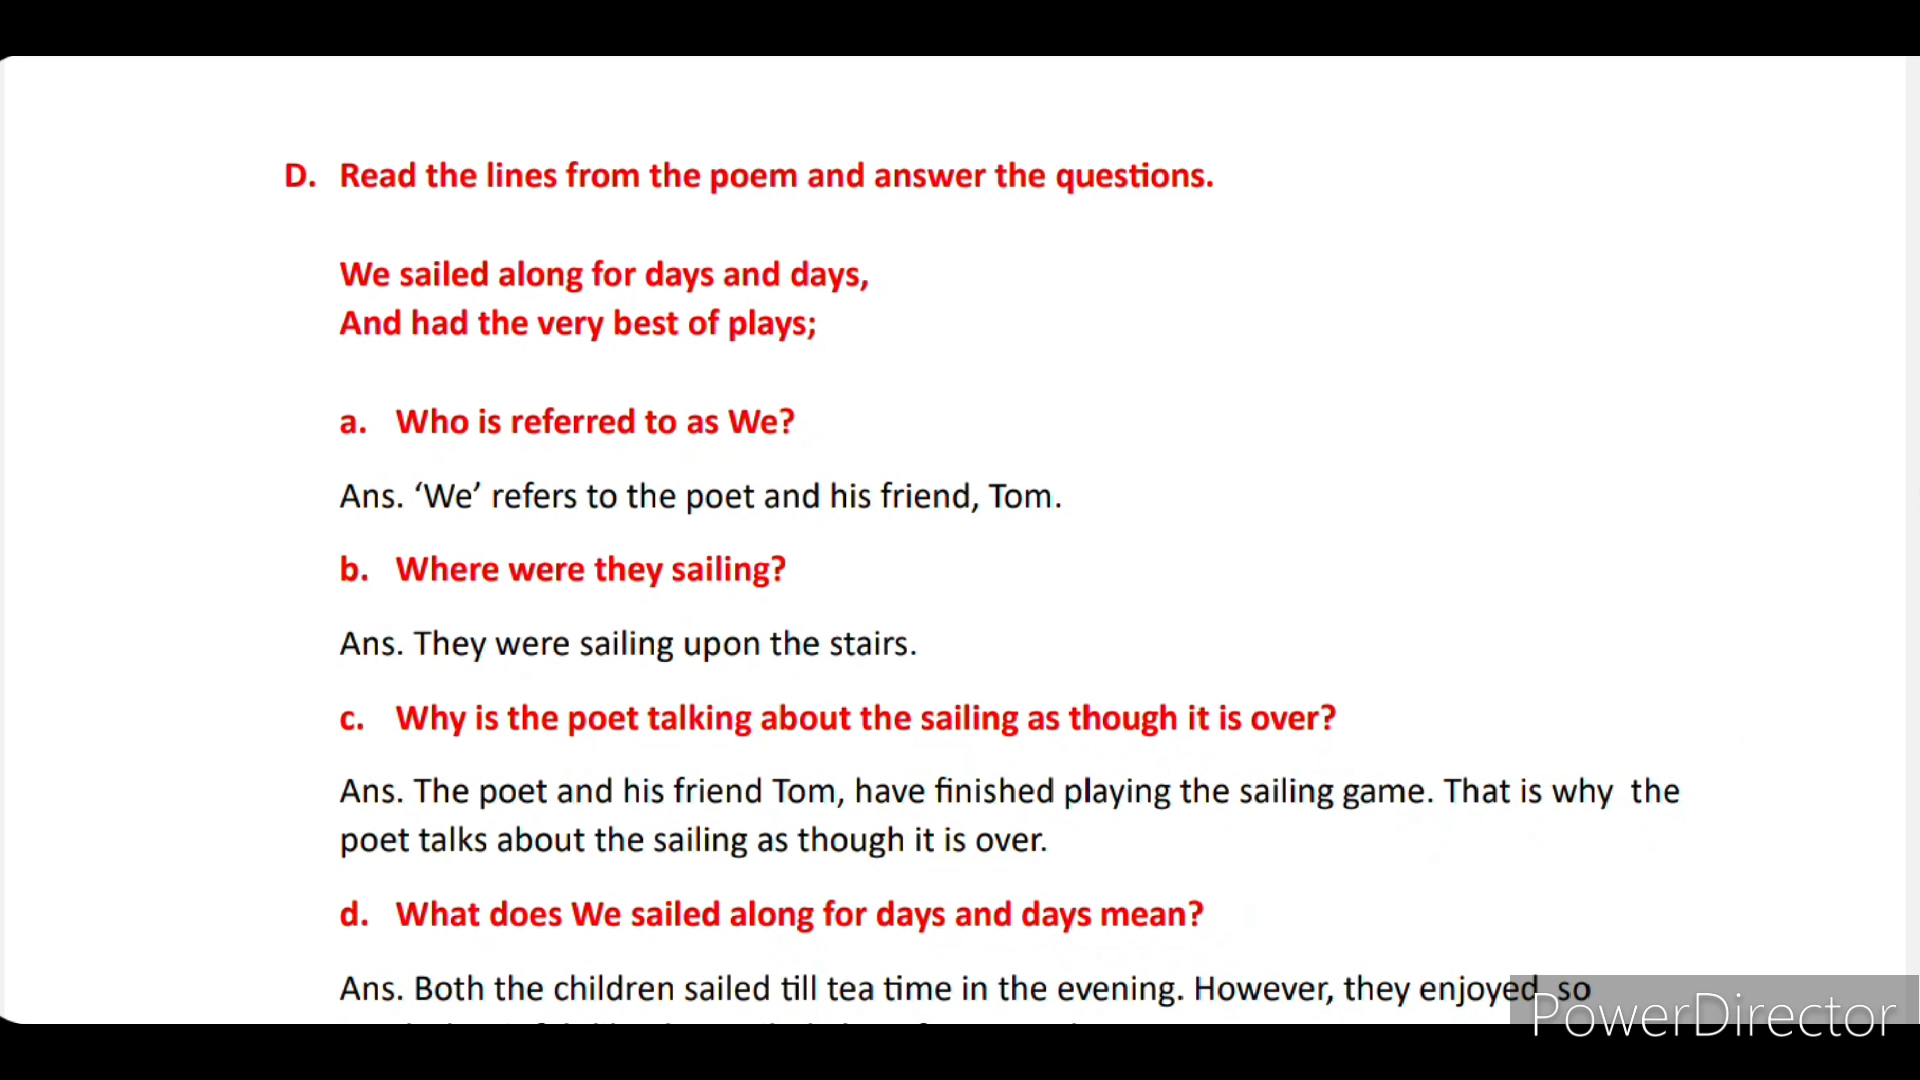 D. Read the lines from the poem and answer the questions.
We sailed along for days and days,
And had the very best of plays;
a. Who is referred to as We?
Ans. ‘We’ refers to the poet and his friend, Tom.
b. Where were they sailing?
Ans. They were sailing upon the stairs.
c. Why is the poet talking about the sailing as though it is over?
Ans. The poet and his friend Tom, have finished playing the sailing game. That is why the
poet talks about the sailing as though it is over.
d. What does We sailed along for days and days mean?
Ans. Both the children sailed till tea time in the evening. However, they enjoyed so
PowerDirector